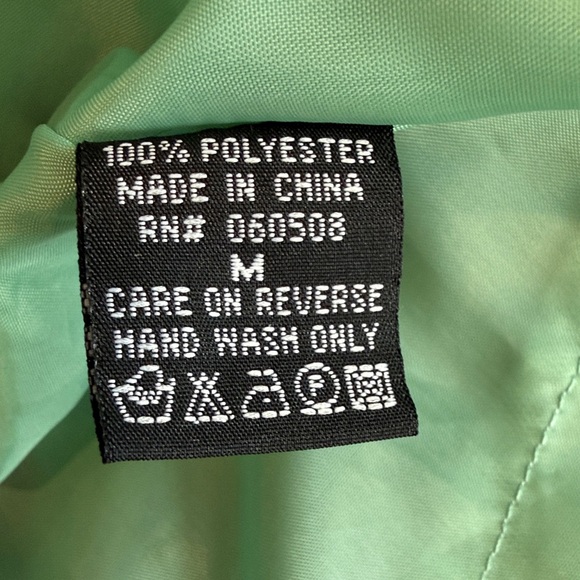 100% POLYESTER
MADE IN CHINA
RN# 060508
M
CARE ON REVERSE
HAND WASH ONLY
P